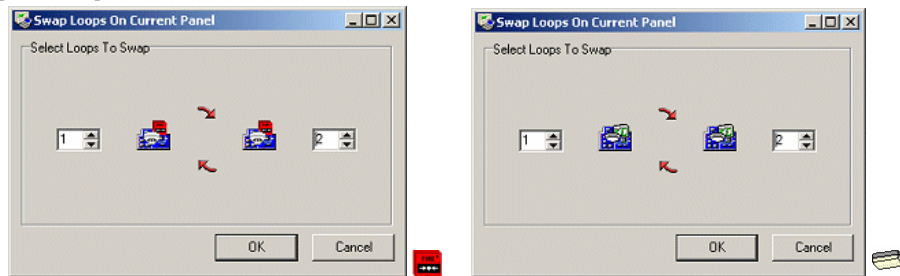 Swap Loops On Current Panel
Select Loops To Swap
1
2
OK
Cancel
FIRE
Swap Loops On Current Panel
Select Loops To Swap
1
2
OK
Cancel